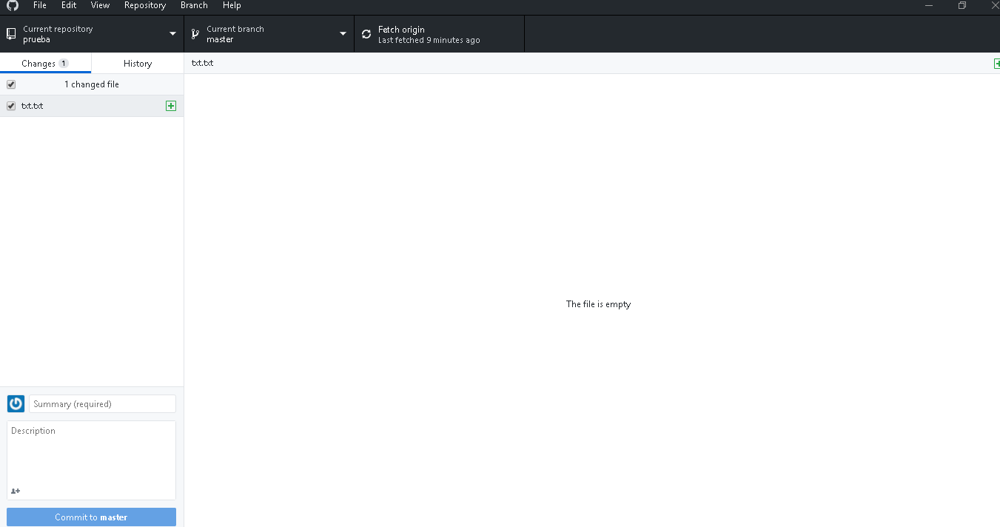 File Edit View Repository Branch Help
Current repository
prueba
Current branch
master
Fetch origin
Last fetched 9 minutes ago
Changes 1
History
txt.txt
1 changed file
txt.txt
The file is empty
Summary (required)
Description
Commit to master